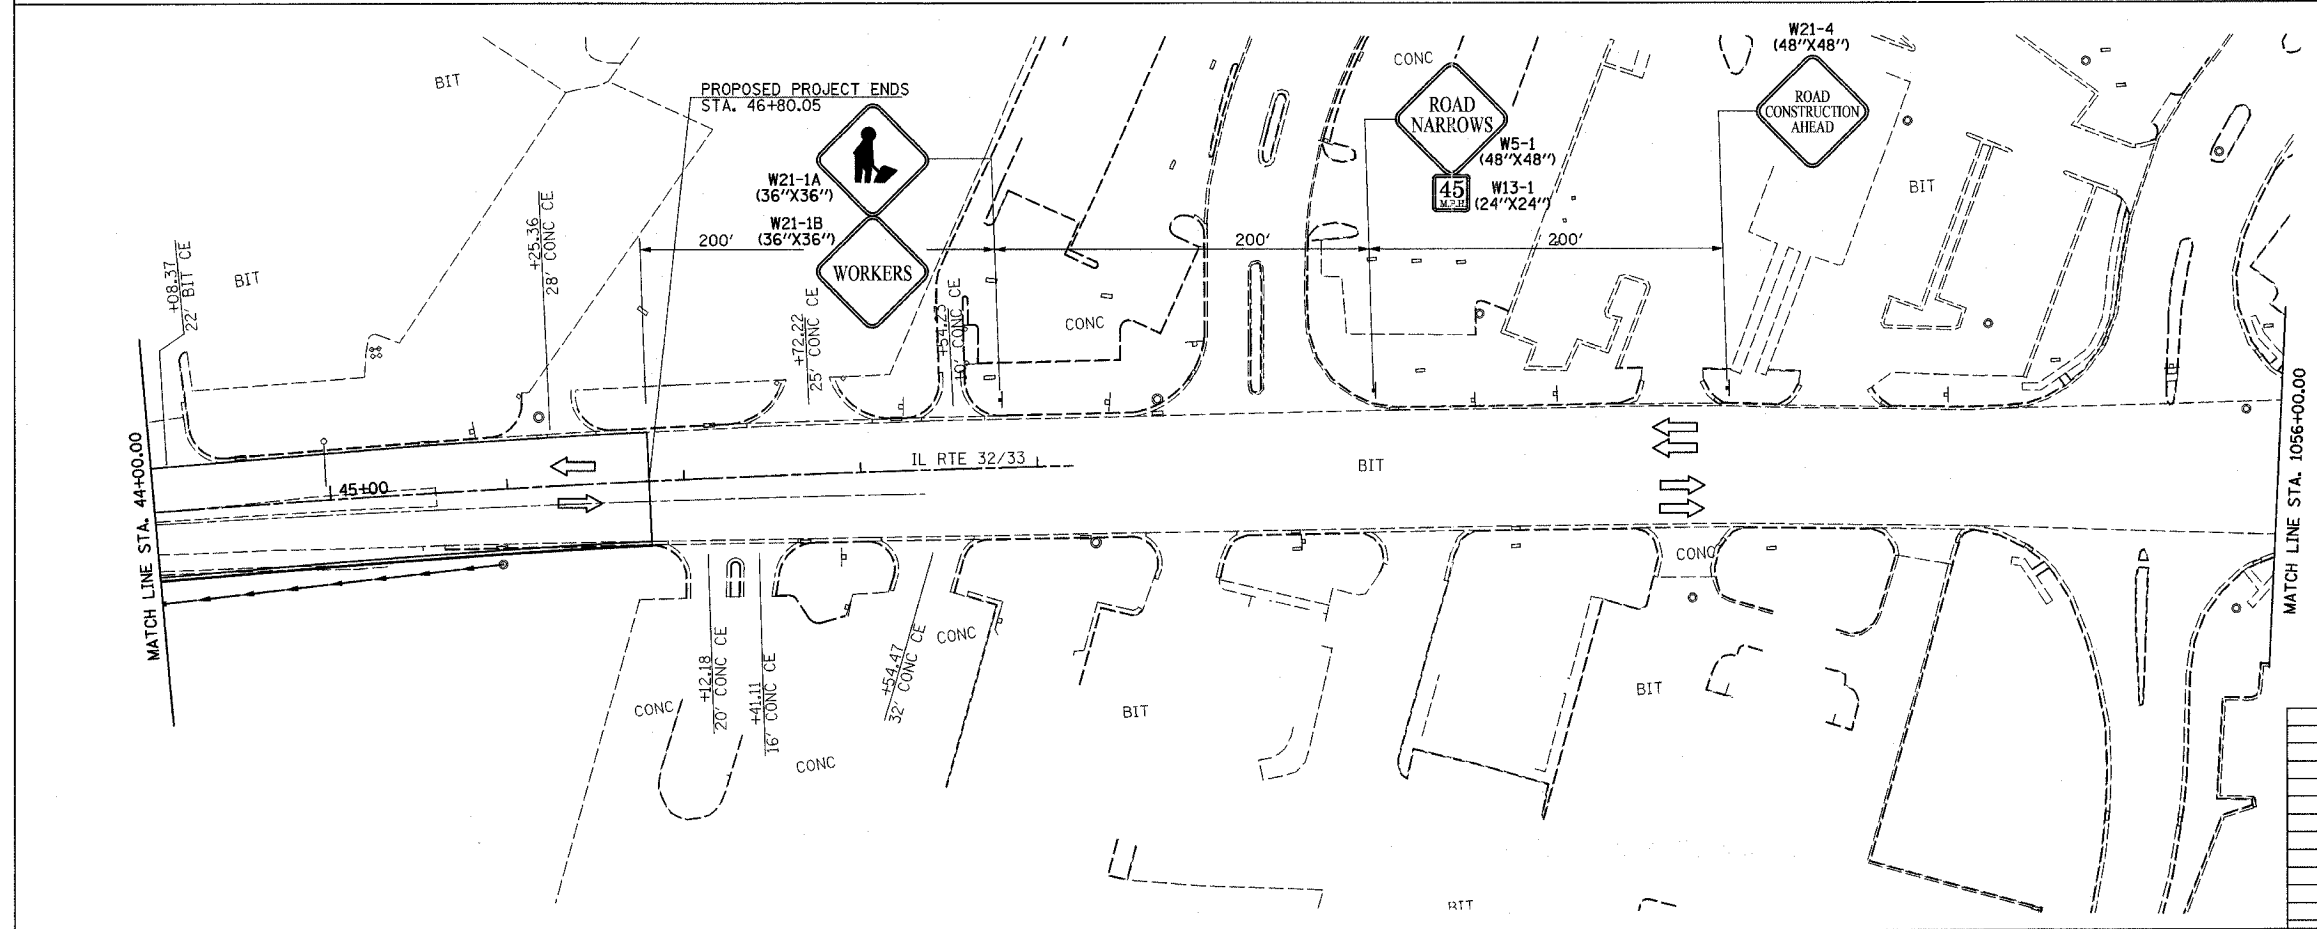 W21-4
(48"X48")
BIT
CONC
PROPOSED PROJECT ENDS
STA. 46+80.05
ROAD
NARROWS
ROAD
CONSTRUCTION
AHEAD
W5-1
(48"X48")
W21-1A
(36"X36")
45
M.P.H.
W13-1
(24"X24")
BIT
W21-1B
(36"X36")
200'
200'
200'
WORKERS
+08.37
22' BIT CE
BIT
+25.36
28' CONC CE
+72.22
25' CONC CE
+54.23
10' CONC CE
CONC
MATCH LINE STA. 44+00.00
45+00
IL RTE 32/33
BIT
MATCH LINE STA. 1056+00.00
CONC
+12.18
20' CONC CE
+41.11
16' CONC CE
+54.47
32' CONC CE
CONC
CONC
CONC
BIT
BIT
BIT